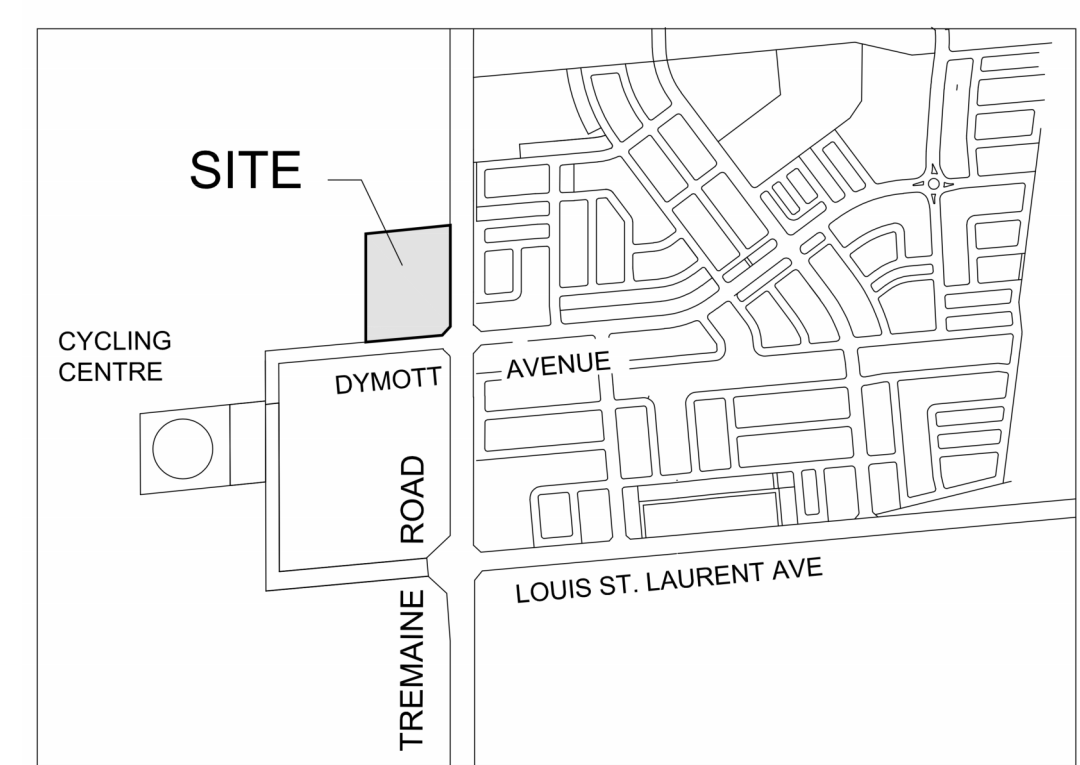 SITE
CYCLING
CENTRE
DYMOTT AVENUE
TREMAINE ROAD
LOUIS ST. LAURENT AVE